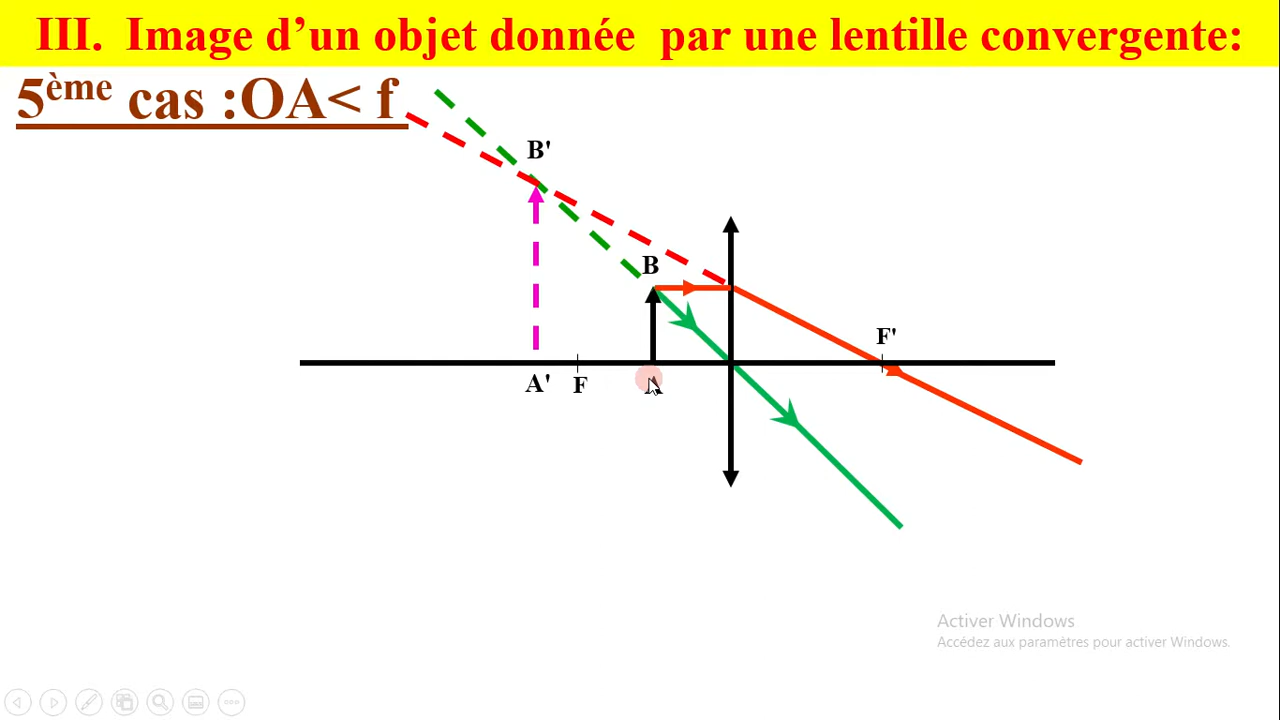 III. Image d’un objet donnée par une lentille convergente:
5ème cas :OA< f
B'
B
F'
A' F A
Activer Windows
Accédez aux paramètres pour activer Windows.